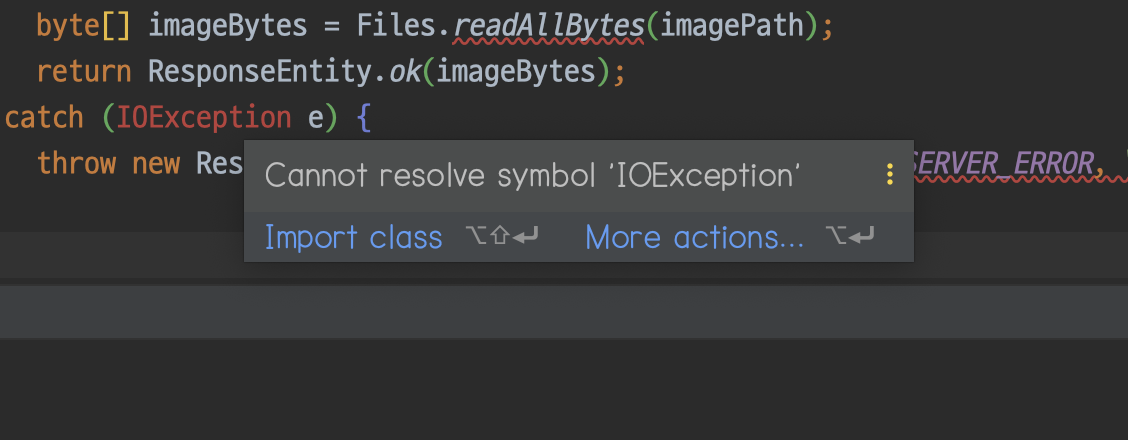 byte[] imageBytes = Files.readAllBytes(imagePath);
return ResponseEntity.ok(imageBytes);
catch (IOException e) {
throw new Res SERVER_ERROR,
Cannot resolve symbol 'IOException'
Import class ⌥⇧↩ More actions... ⌥↩